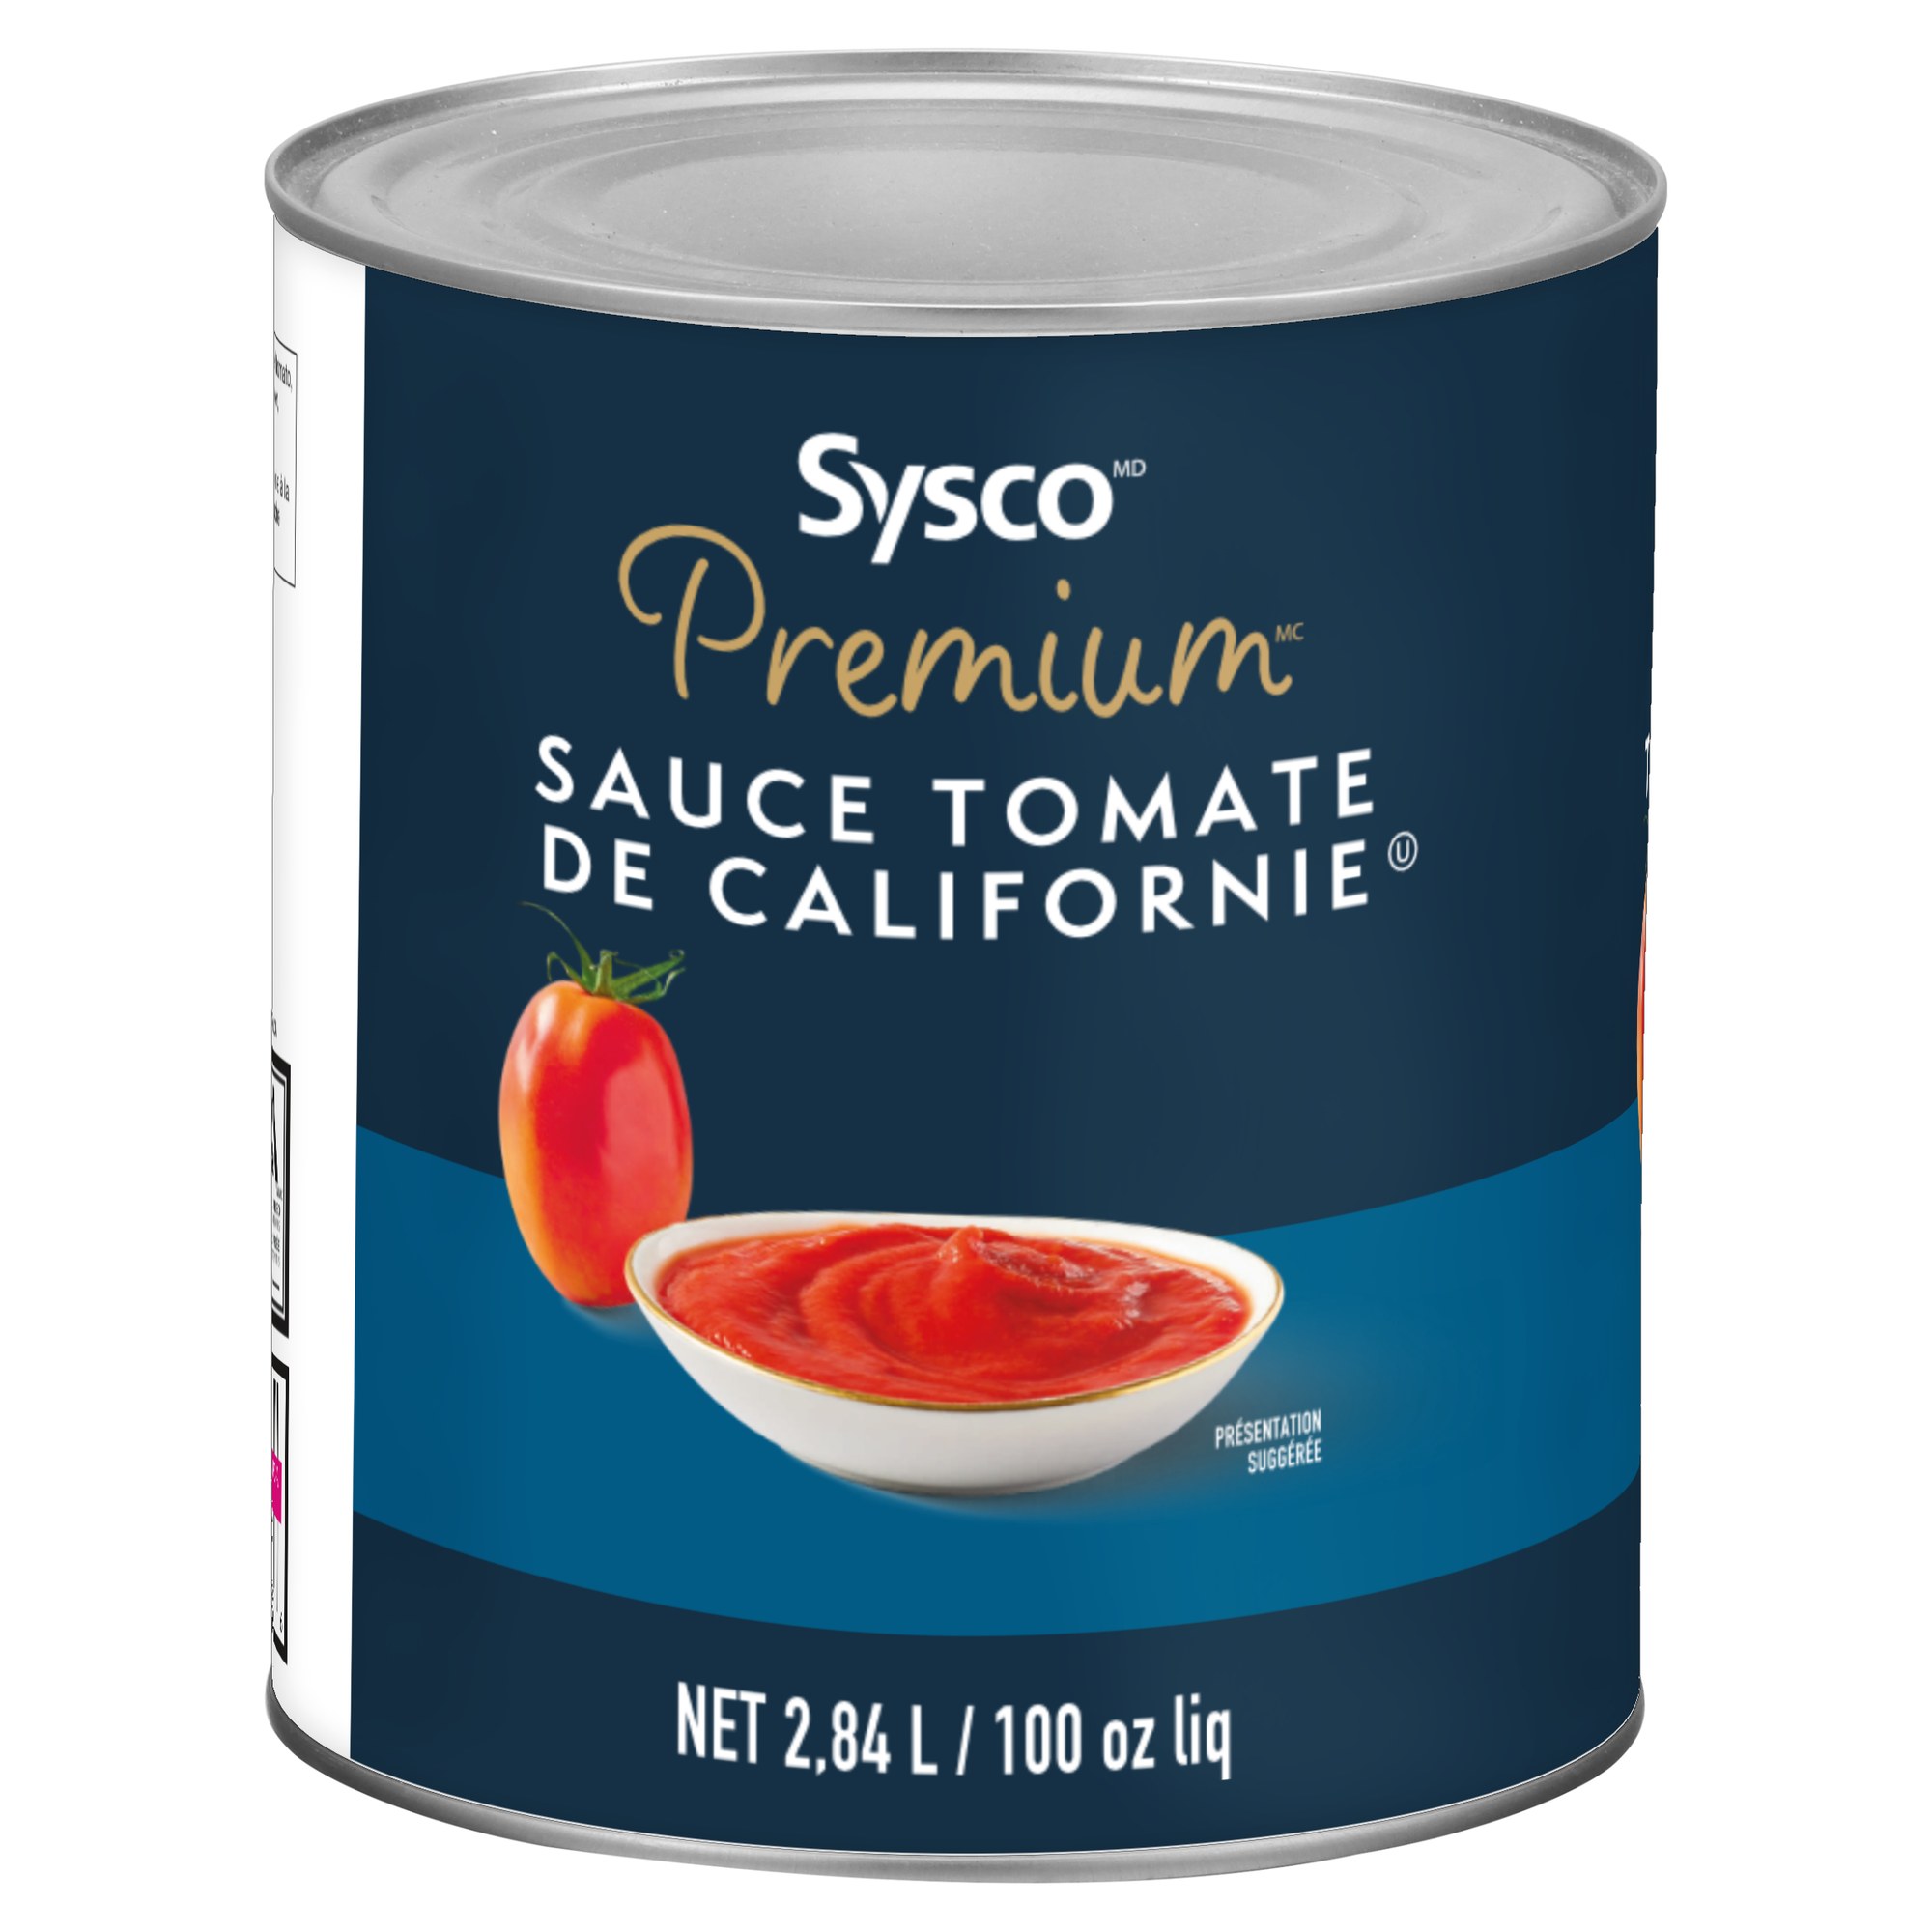 Sysco MD
Premium MC
SAUCE TOMATE
DE CALIFORNIE Ⓤ
PRÉSENTATION
SUGGÉRÉE
NET 2,84 L / 100 oz liq